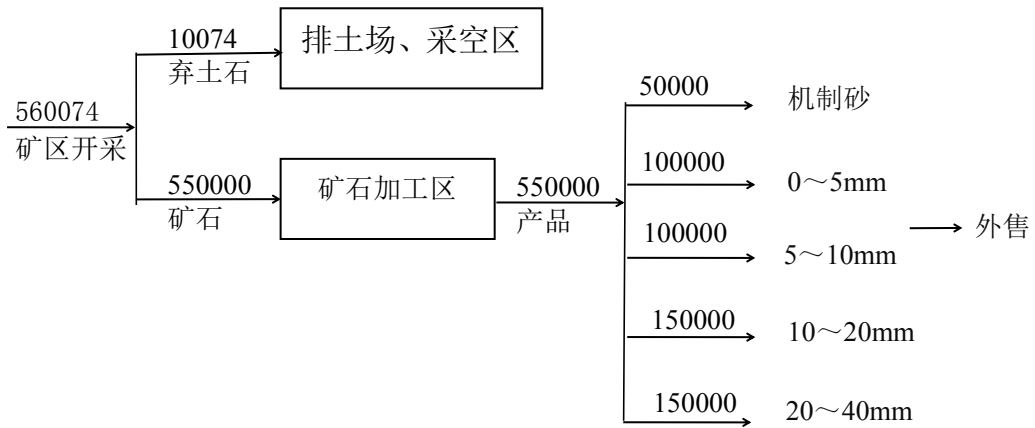 10074
弃土石
排土场、采空区
560074
矿区开采
550000
矿石
矿石加工区
550000
产品
50000
机制砂
100000
0～5mm
100000
5～10mm
外售
150000
10～20mm
150000
20～40mm